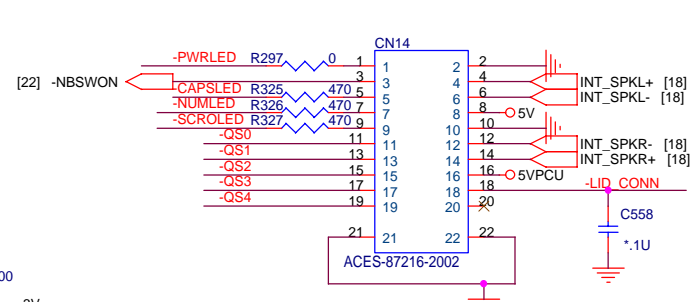 CN14
-PWRLED R297 0 1 1 2 2
[22] -NBSWON 3 3 4 4 INT_SPKL+ [18]
-CAPSLED R325 470 5 5 6 6 INT_SPKL- [18]
-NUMLED R326 470 7 7 8 8 5V
-SCROLED R327 470 9 9 10 10
-QS0 11 11 12 12 INT_SPKR- [18]
-QS1 13 13 14 14 INT_SPKR+ [18]
-QS2 15 15 16 16 5VPCU
-QS3 17 17 18 18 -LID_CONN
-QS4 19 19 20 20
C558
21 21 22 22 *.1U
ACES-87216-2002
00